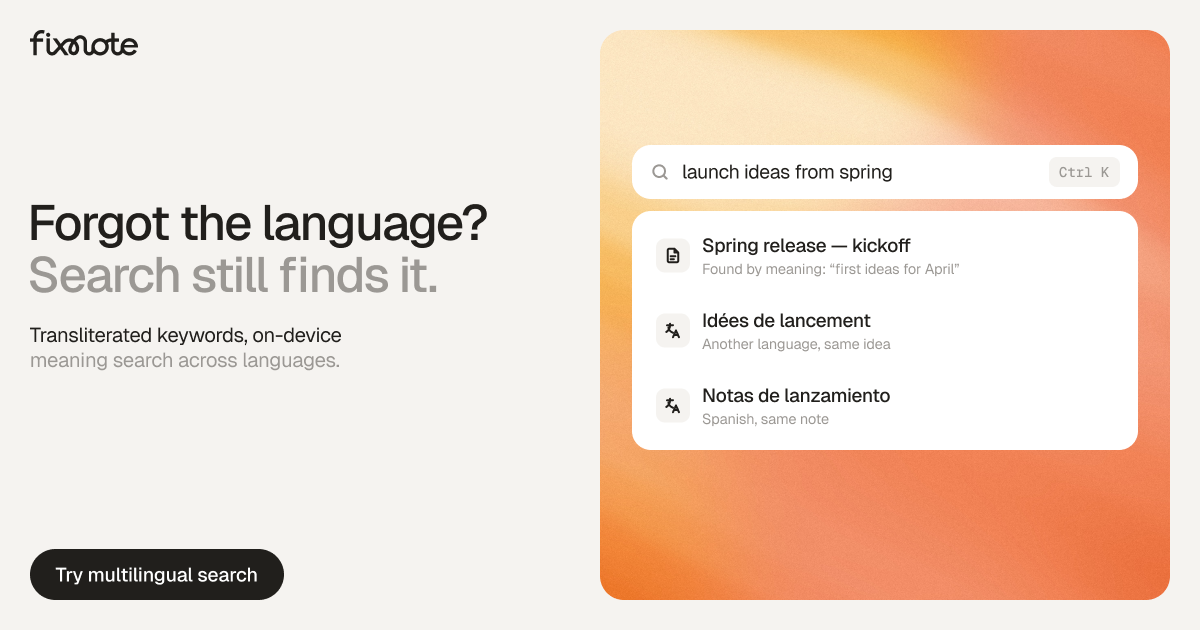 fixnote
Forgot the language?
Search still finds it.
Transliterated keywords, on-device
meaning search across languages.
Try multilingual search
launch ideas from spring
Ctrl K
Spring release — kickoff
Found by meaning: “first ideas for April”
Idées de lancement
Another language, same idea
Notas de lanzamiento
Spanish, same note